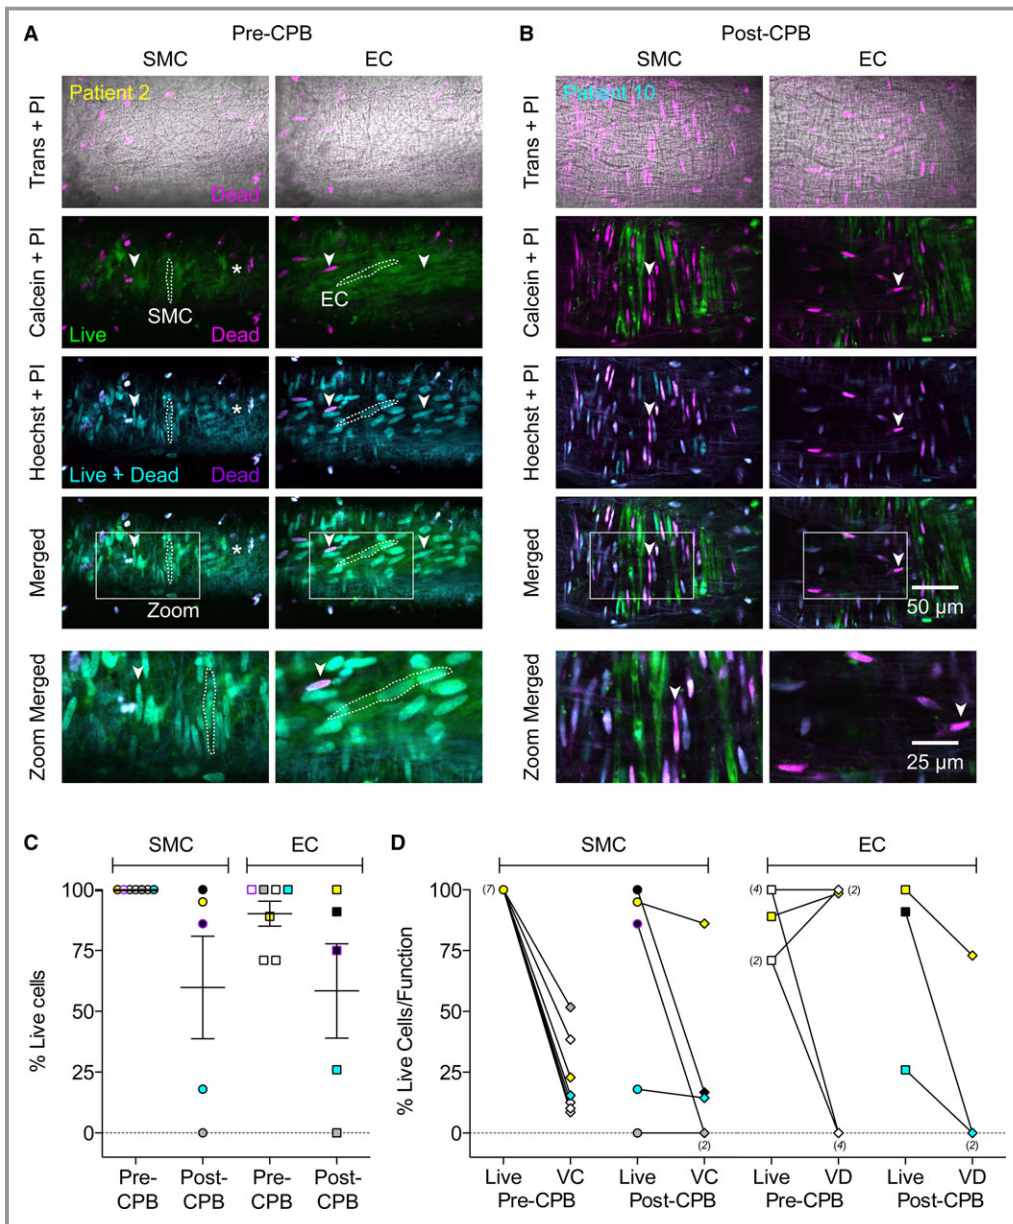 A
Pre-CPB
SMC
EC
B
Post-CPB
SMC
EC
Trans + PI
Patient 2
Dead
Trans + PI
Patient 10
Calcein + PI
SMC
*
Live
Dead
EC
Calcein + PI
Hoechst + PI
*
Live + Dead
Dead
Hoechst + PI
Merged
*
Zoom
Merged
50 µm
Zoom Merged
Zoom Merged
25 µm
C
SMC
EC
% Live cells
100
75
50
25
0
Pre-CPB
Post-CPB
Pre-CPB
Post-CPB
D
SMC
EC
% Live Cells/Function
100
75
50
25
0
(7)
(2)
(4)
(2)
(2)
(4)
(2)
Live
VC
Live
VC
Live
VD
Live
VD
Pre-CPB
Post-CPB
Pre-CPB
Post-CPB